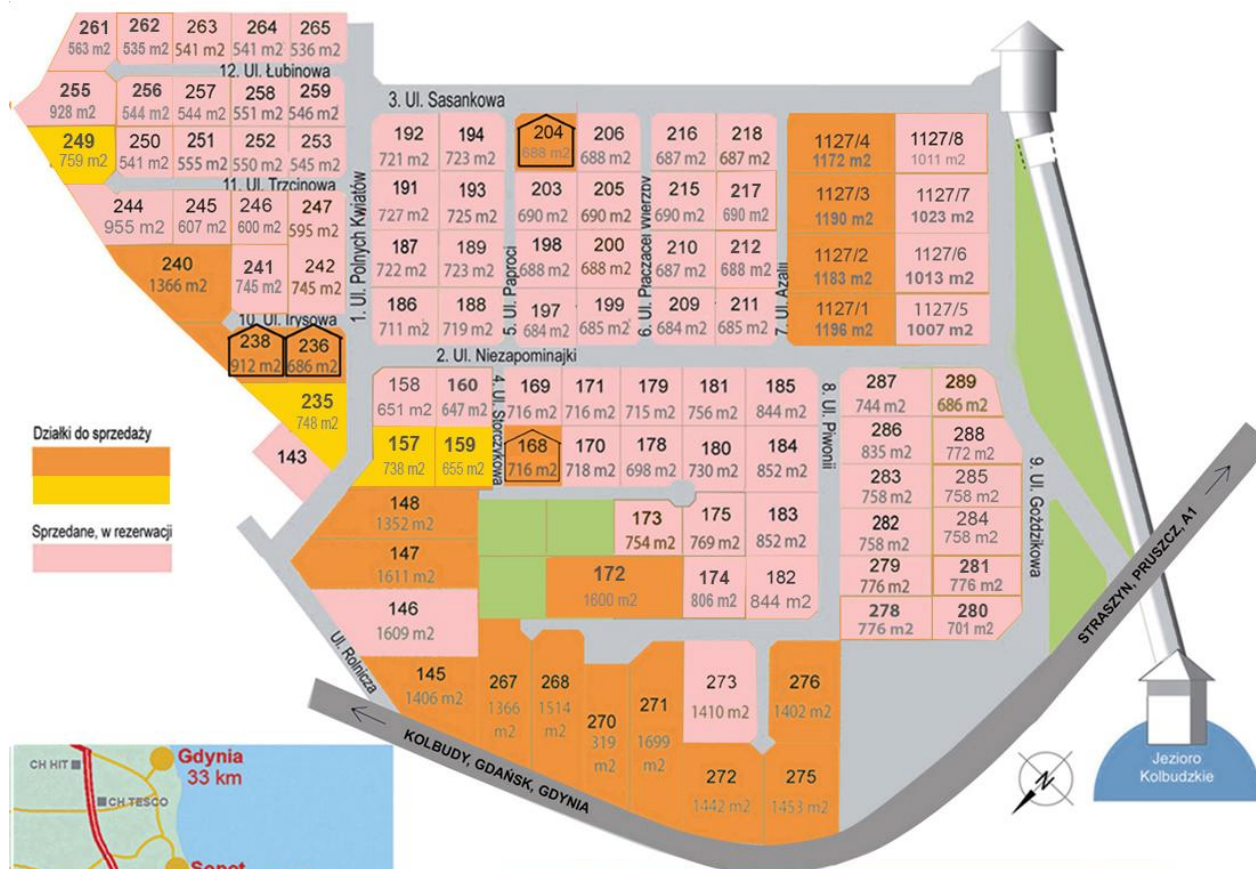 261 262 263 264 265
563 m2 535 m2 541 m2 541 m2 536 m2
12. Ul. Łubinowa
255 256 257 258 259
928 m2 544 m2 544 m2 551 m2 546 m2
249 250 251 252 253
759 m2 541 m2 555 m2 550 m2 545 m2
11. Ul. Trzcinowa
244 245 246 247
955 m2 607 m2 600 m2 595 m2
240 241 242
1366 m2 745 m2 745 m2
10. Ul. Irysowa
238 236
912 m2 686 m2
235
748 m2
143
1. Ul. Polnych Kwiatów
3. Ul. Sasankowa
192 194 204 206 216 218
721 m2 723 m2 688 m2 688 m2 687 m2 687 m2
191 193 203 205 215 217
727 m2 725 m2 690 m2 690 m2 690 m2 690 m2
187 189 198 200 210 212
722 m2 723 m2 688 m2 688 m2 687 m2 688 m2
186 188 197 199 209 211
711 m2 719 m2 684 m2 685 m2 684 m2 685 m2
5. Ul. Paproci
6. Ul. Płaczącej Wierzby
7. Ul. Azalii
1127/4 1127/8
1172 m2 1011 m2
1127/3 1127/7
1190 m2 1023 m2
1127/2 1127/6
1183 m2 1013 m2
1127/1 1127/5
1196 m2 1007 m2
2. Ul. Niezapominajki
158 160
651 m2 647 m2
157 159
738 m2 655 m2
4. Ul. Storczykowa
169 171 179 181 185
716 m2 716 m2 715 m2 756 m2 844 m2
168 170 178 180 184
716 m2 718 m2 698 m2 730 m2 852 m2
173 175 183
754 m2 769 m2 852 m2
172 174 182
1600 m2 806 m2 844 m2
8. Ul. Piwonii
287 289
744 m2 686 m2
286 288
835 m2 772 m2
283 285
758 m2 758 m2
282 284
758 m2 758 m2
279 281
776 m2 776 m2
278 280
776 m2 701 m2
9. Ul. Goździkowa
148
1352 m2
147
1611 m2
146
1609 m2
145
1406 m2
Ul. Rolnicza
267
1366
m2
268
1514
m2
270
319
m2
271
1699
m2
273
1410 m2
276
1402 m2
272
1442 m2
275
1453 m2
KOLBUDY, GDAŃSK, GDYNIA
STRASZYN, PRUSZCZ, A1
Działki do sprzedaży
Sprzedane, w rezerwacji
N
Jezioro
Kolbudzkie
CH HIT
Gdynia
33 km
CH TESCO